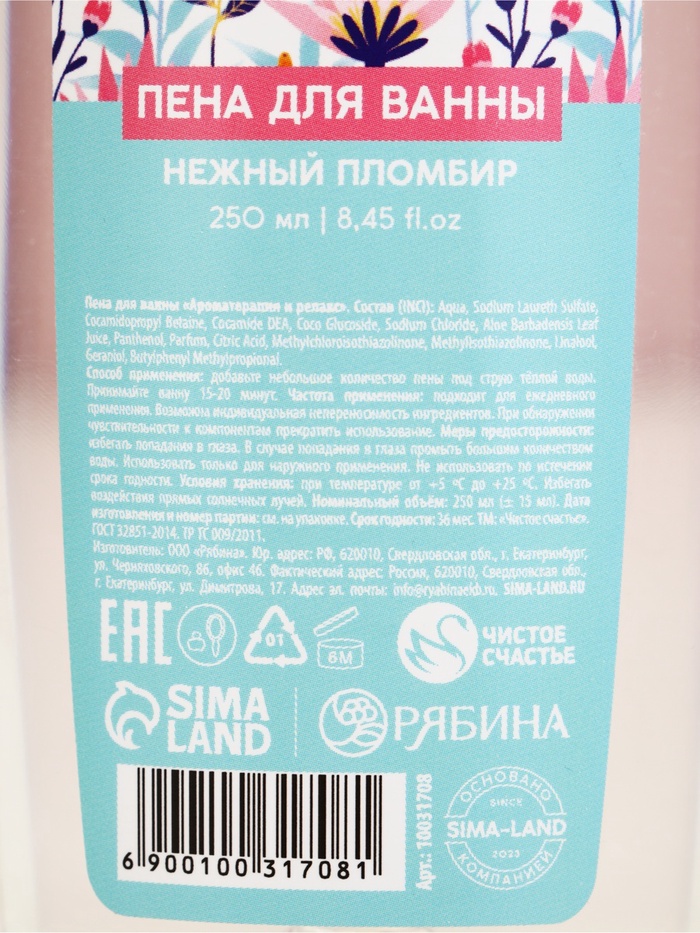 ПЕНА ДЛЯ ВАННЫ
НЕЖНЫЙ ПЛОМБИР
250 мл | 8,45 fl.oz
Пена для ванны «Ароматерапия и релакс». Состав (INCI): Aqua, Sodium Laureth Sulfate,
Cocamidopropyl Betaine, Cocamide DEA, Coco Glucoside, Sodium Chloride, Aloe Barbadensis Leaf
Juice, Panthenol, Parfum, Citric Acid, Methylchloroisothiazolinone, Methylisothiazolinone, Linalool,
Geraniol, Butylphenyl Methylpropional.
Способ применения: добавьте небольшое количество пены под струю тёплой воды.
Принимайте ванну 15-20 минут. Частота применения: подходит для ежедневного
применения. Возможна индивидуальная непереносимость ингредиентов. При обнаружении
чувствительности к компонентам прекратить использование. Меры предосторожности:
избегать попадания в глаза. В случае попадания в глаза промыть большим количеством
воды. Использовать только для наружного применения. Не использовать по истечении
срока годности. Условия хранения: при температуре от +5 °C до +25 °C. Избегать
воздействия прямых солнечных лучей. Номинальный объём: 250 мл (± 15 мл). Дата
изготовления и номер партии: см. на упаковке. Срок годности: 36 мес. ТМ: «Чистое счастье».
ГОСТ 32851-2014. ТР ТС 009/2011.
Изготовитель: ООО «Рябина». Юр. адрес: РФ, 620010, Свердловская обл., г. Екатеринбург,
ул. Черняховского, 86, офис 46. Фактический адрес: Россия, 620010, Свердловская обл.,
г. Екатеринбург, ул. Димитрова, 17. Адрес эл. почты: info@ryabinaekb.ru. SIMA-LAND.RU
EAC
01
6M
ЧИСТОЕ
СЧАСТЬЕ
SIMA
LAND
РЯБИНА
6 900100 317081
Арт.: 10031708
ОСНОВАНО
SINCE
SIMA-LAND
2023
КОМПАНИЕЙ